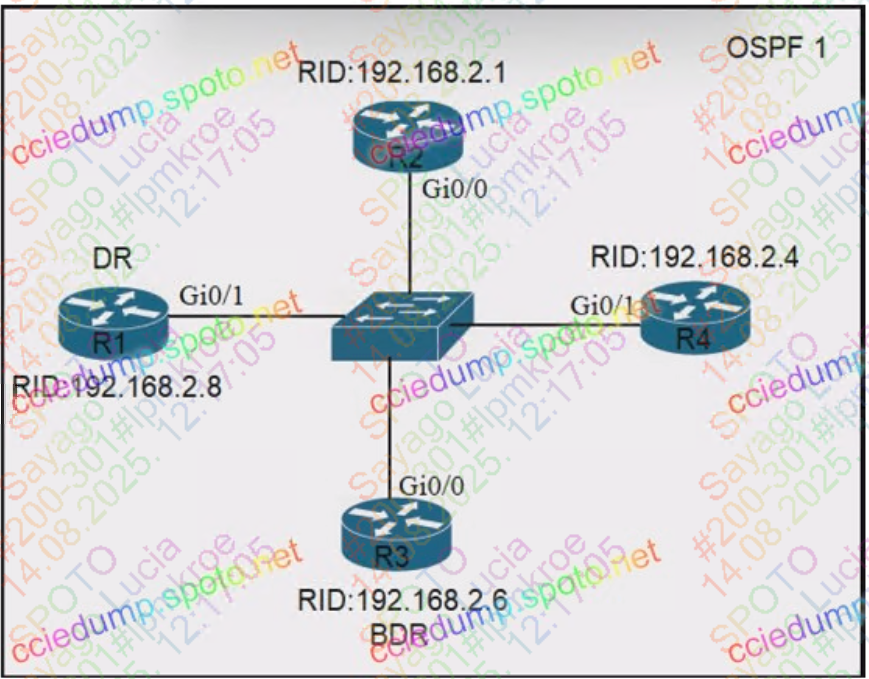 OSPF 1
RID:192.168.2.1
R2
Gi0/0
DR
Gi0/1
R1
RID:192.168.2.8
RID:192.168.2.4
Gi0/1
R4
Gi0/0
R3
RID:192.168.2.6
BDR
cciedump.spoto.net
SPOTO
Sayago Lucia
#200-301#lpmkroe
14.08.2025. 12:17:05